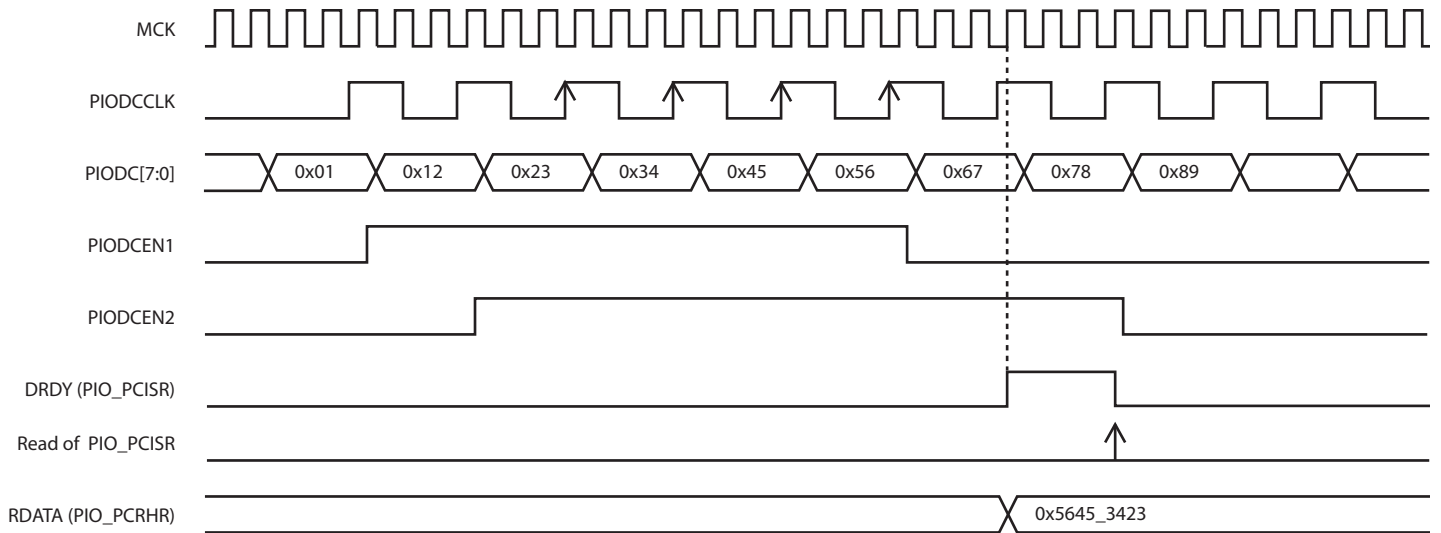 MCK
PIODCCLK
PIODC[7:0] 0x01 0x12 0x23 0x34 0x45 0x56 0x67 0x78 0x89
PIODCEN1
PIODCEN2
DRDY (PIO_PCISR)
Read of PIO_PCISR
RDATA (PIO_PCRHR) 0x5645_3423